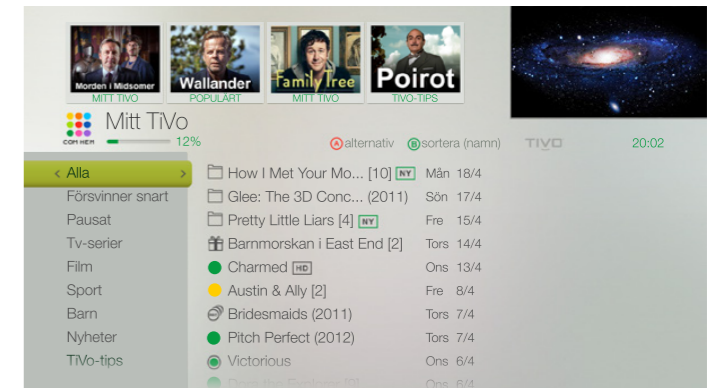 Morden i Midsomer
Wallander
Family Tree
Poirot
MITT TIVO
POPULÄRT
MITT TIVO
TIVO-TIPS
Mitt TiVo
COM HEM
12%
A alternativ
B sortera (namn)
TIVO
20:02
< Alla >
Försvinner snart
Pausat
Tv-serier
Film
Sport
Barn
Nyheter
TiVo-tips
How I Met Your Mo... [10] NY Mån 18/4
Glee: The 3D Conc... (2011) Sön 17/4
Pretty Little Liars [4] NY Fre 15/4
Barnmorskan i East End [2] Tors 14/4
Charmed HD Ons 13/4
Austin & Ally [2] Fre 8/4
Bridesmaids (2011) Tors 7/4
Pitch Perfect (2012) Tors 7/4
Victorious Ons 6/4
Ons 6/4